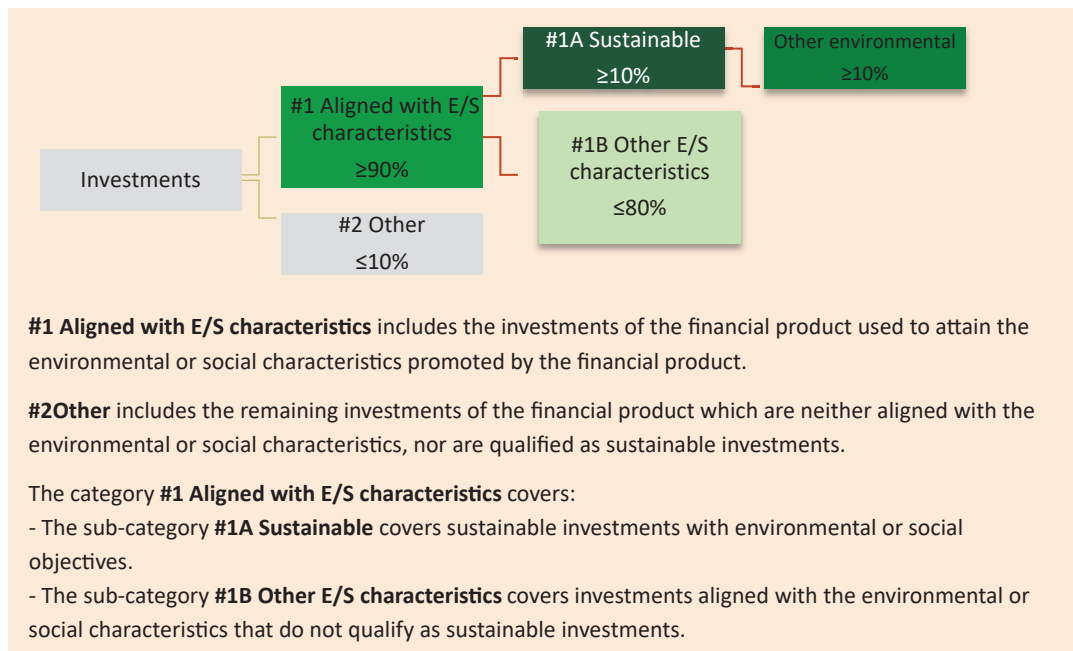 Investments
#1 Aligned with E/S
characteristics
≥90%
#2 Other
≤10%
#1A Sustainable
≥10%
#1B Other E/S
characteristics
≤80%
Other environmental
≥10%
#1 Aligned with E/S characteristics includes the investments of the financial product used to attain the
environmental or social characteristics promoted by the financial product.
#2Other includes the remaining investments of the financial product which are neither aligned with the
environmental or social characteristics, nor are qualified as sustainable investments.
The category #1 Aligned with E/S characteristics covers:
- The sub-category #1A Sustainable covers sustainable investments with environmental or social
objectives.
- The sub-category #1B Other E/S characteristics covers investments aligned with the environmental or
social characteristics that do not qualify as sustainable investments.